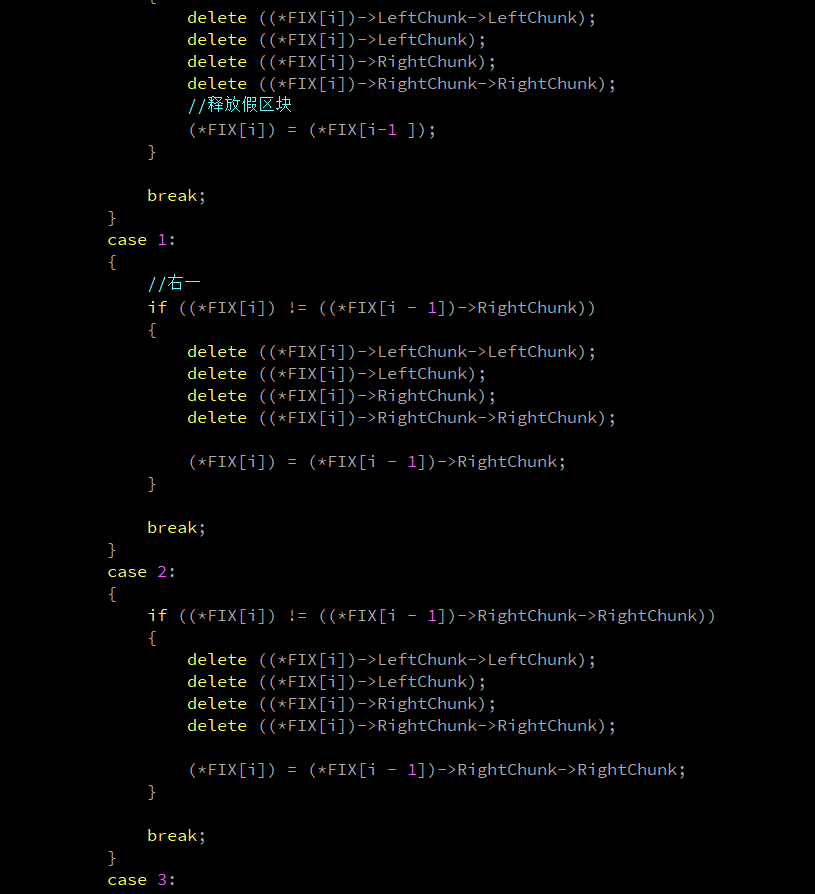 {
delete ((*FIX[i])->LeftChunk->LeftChunk);
delete ((*FIX[i])->LeftChunk);
delete ((*FIX[i])->RightChunk);
delete ((*FIX[i])->RightChunk->RightChunk);
//释放假区块
(*FIX[i]) = (*FIX[i-1 ]);
}
break;
}
case 1:
{
//右一
if ((*FIX[i]) != ((*FIX[i - 1])->RightChunk))
{
delete ((*FIX[i])->LeftChunk->LeftChunk);
delete ((*FIX[i])->LeftChunk);
delete ((*FIX[i])->RightChunk);
delete ((*FIX[i])->RightChunk->RightChunk);
(*FIX[i]) = (*FIX[i - 1])->RightChunk;
}
break;
}
case 2:
{
if ((*FIX[i]) != ((*FIX[i - 1])->RightChunk->RightChunk))
{
delete ((*FIX[i])->LeftChunk->LeftChunk);
delete ((*FIX[i])->LeftChunk);
delete ((*FIX[i])->RightChunk);
delete ((*FIX[i])->RightChunk->RightChunk);
(*FIX[i]) = (*FIX[i - 1])->RightChunk->RightChunk;
}
break;
}
case 3: